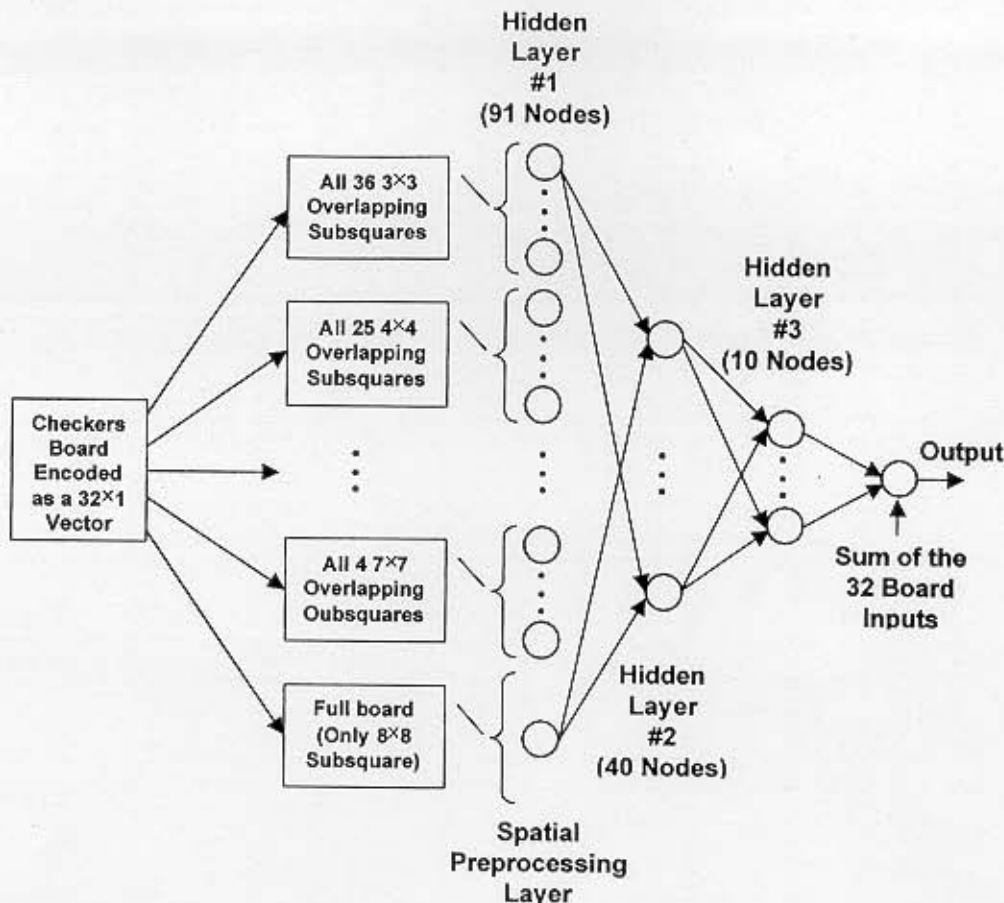 Hidden
Layer
#1
(91 Nodes)
All 36 3×3
Overlapping
Subsquares
All 25 4×4
Overlapping
Subsquares
Checkers
Board
Encoded
as a 32×1
Vector
All 4 7×7
Overlapping
Oubsquares
Full board
(Only 8×8
Subsquare)
Spatial
Preprocessing
Layer
Hidden
Layer
#2
(40 Nodes)
Hidden
Layer
#3
(10 Nodes)
Output
Sum of the
32 Board
Inputs